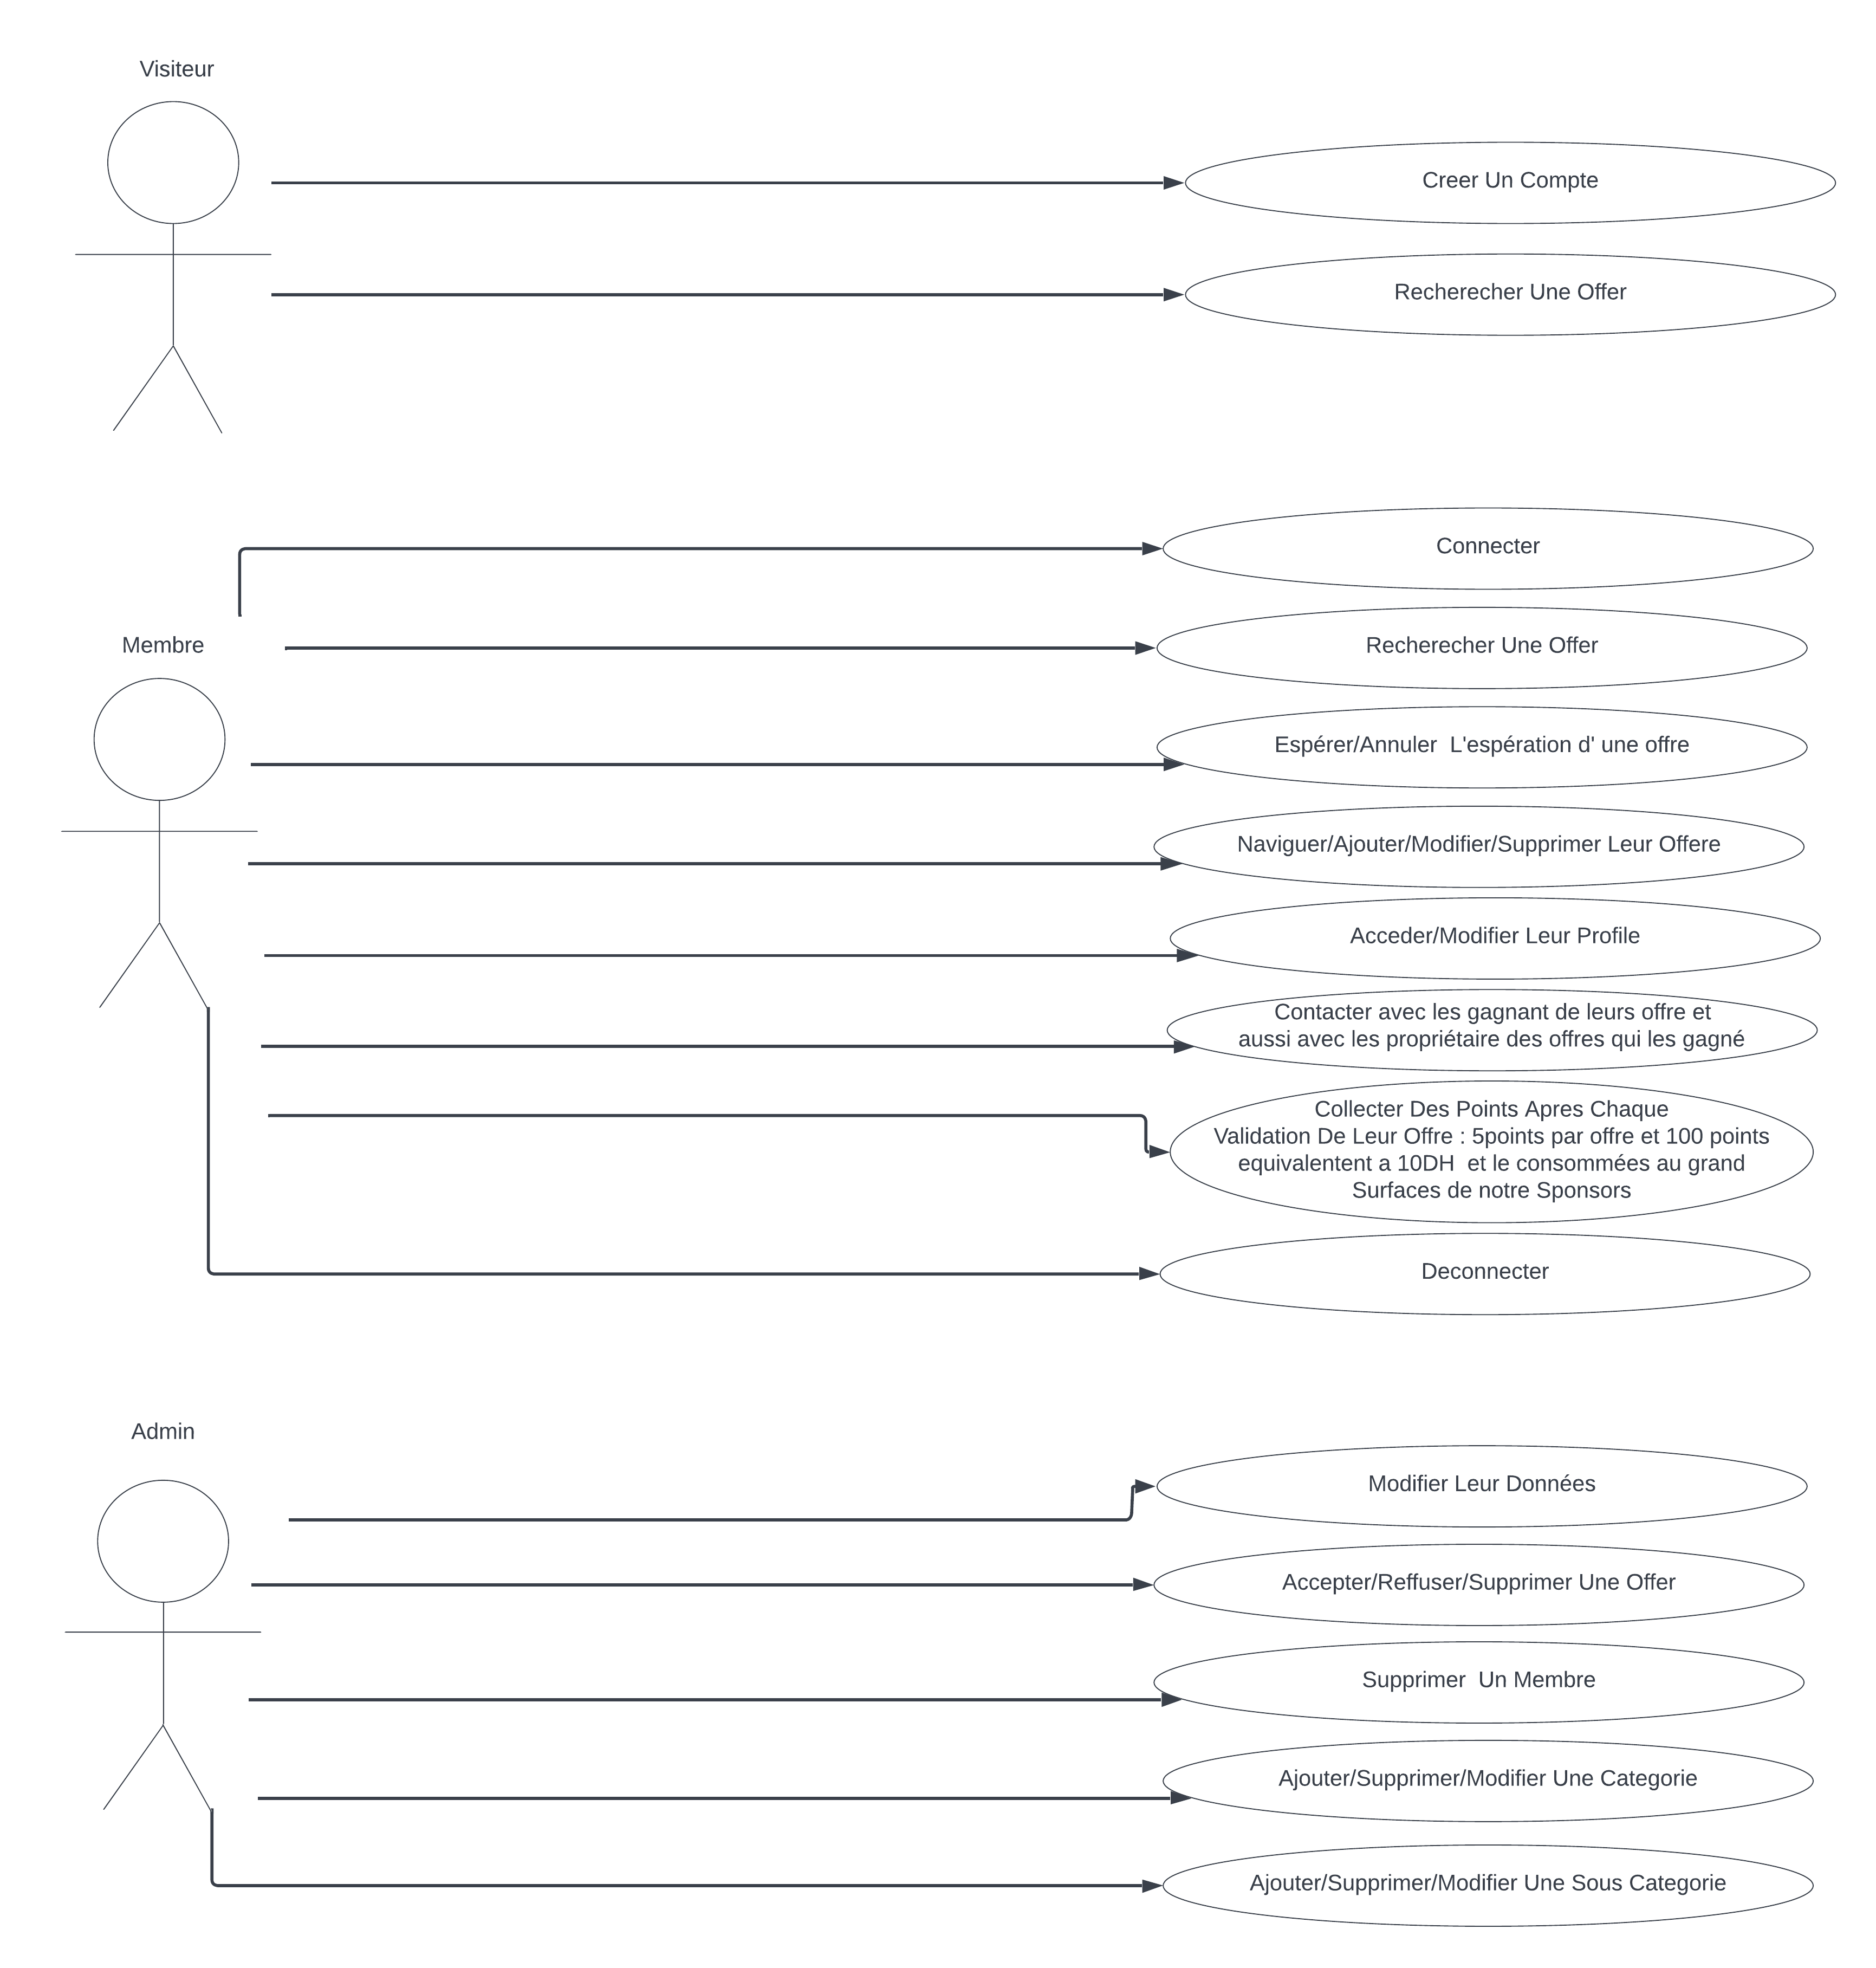 Visiteur
Creer Un Compte
Recherecher Une Offer
Connecter
Membre
Recherecher Une Offer
Espérer/Annuler  L'espération d' une offre
Naviguer/Ajouter/Modifier/Supprimer Leur Offere
Acceder/Modifier Leur Profile
Contacter avec les gagnant de leurs offre et
aussi avec les propriétaire des offres qui les gagné
Collecter Des Points Apres Chaque
Validation De Leur Offre : 5points par offre et 100 points
equivalentent a 10DH  et le consommées au grand
Surfaces de notre Sponsors
Deconnecter
Admin
Modifier Leur Données
Accepter/Reffuser/Supprimer Une Offer
Supprimer  Un Membre
Ajouter/Supprimer/Modifier Une Categorie
Ajouter/Supprimer/Modifier Une Sous Categorie